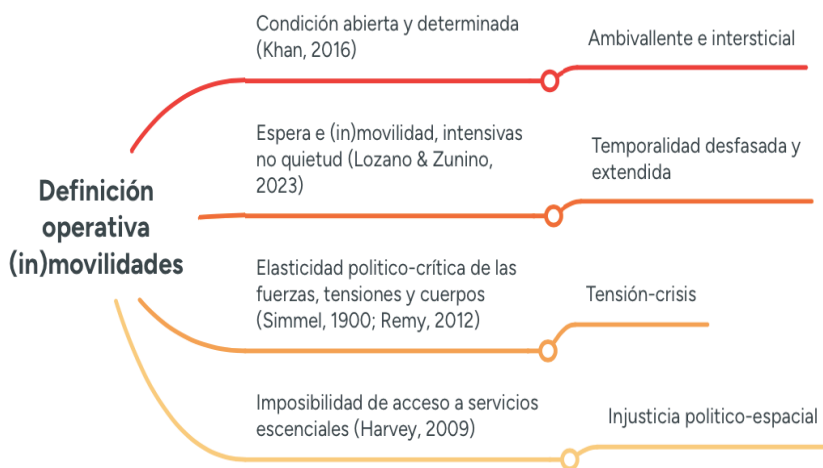 Condición abierta y determinada
(Khan, 2016)
Ambivallente e intersticial
Espera e (in)movilidad, intensivas
no quietud (Lozano & Zunino,
2023)
Temporalidad desfasada y
extendida
Definición
operativa
(in)movilidades
Elasticidad politico-crítica de las
fuerzas, tensiones y cuerpos
(Simmel, 1900; Remy, 2012)
Tensión-crisis
Imposibilidad de acceso a servicios
escenciales (Harvey, 2009)
Injusticia politico-espacial